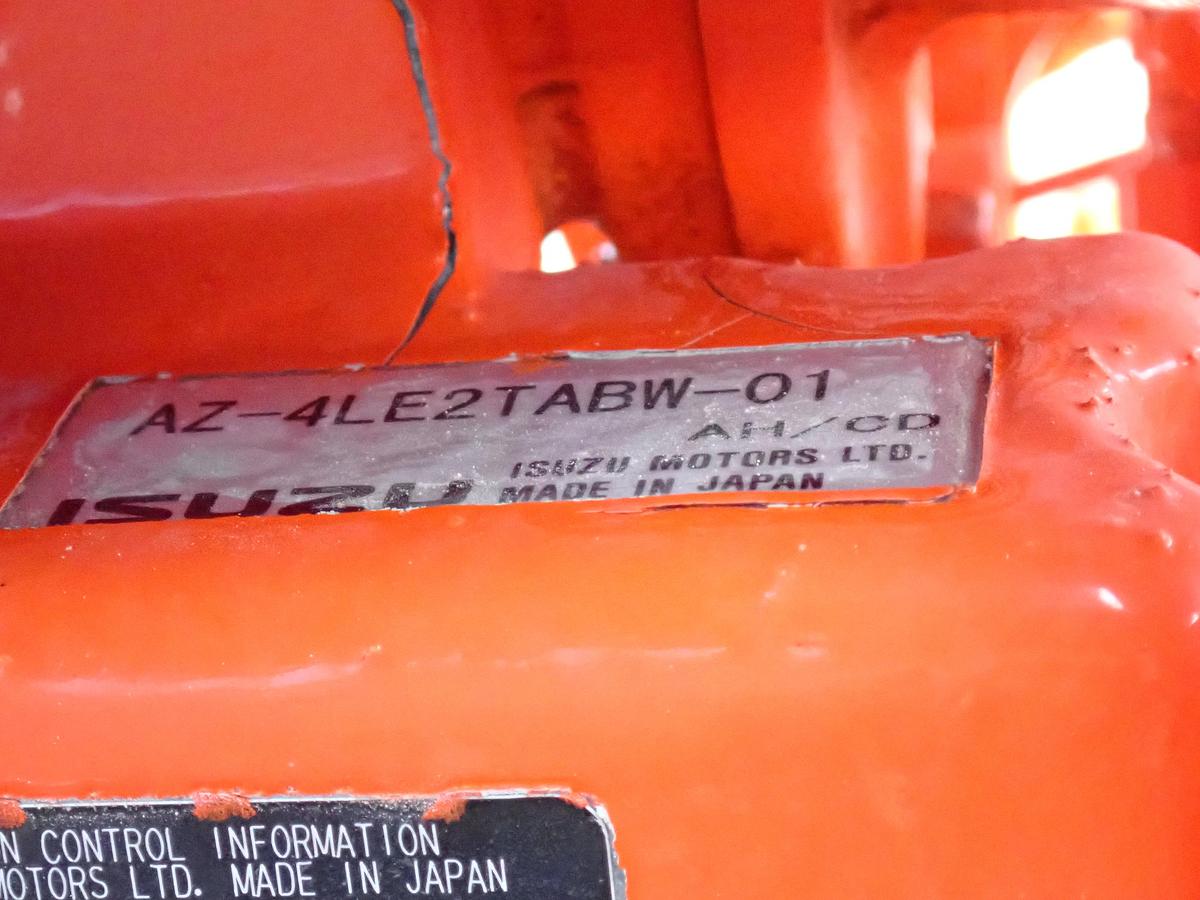 AZ-4LE2TABW-01
AH/CD
ISUZU MOTORS LTD.
ISUZU MADE IN JAPAN
N CONTROL INFORMATION
MOTORS LTD. MADE IN JAPAN